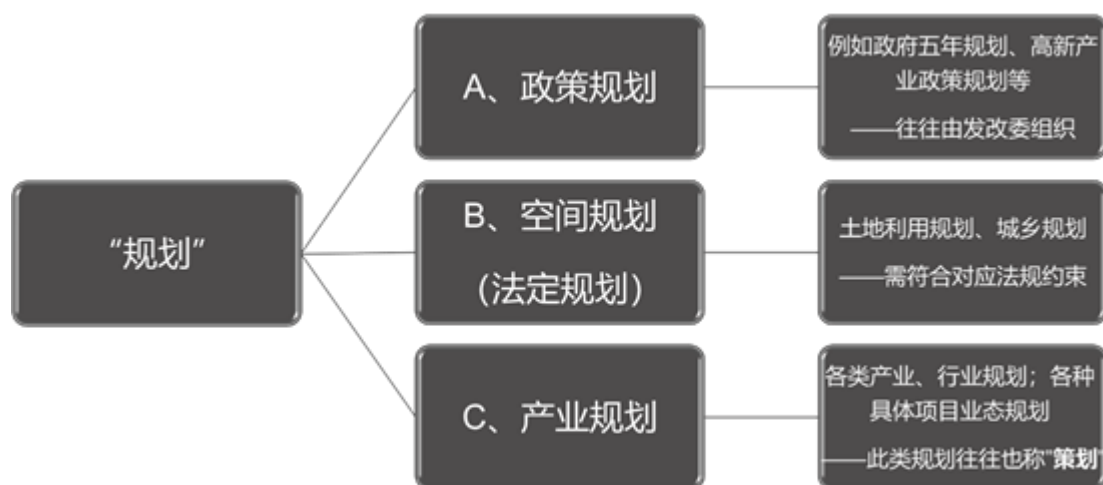 “规划”
A、政策规划
例如政府五年规划、高新产
业政策规划等
——往往由发改委组织
B、空间规划
（法定规划）
土地利用规划、城乡规划
——需符合对应法规约束
C、产业规划
各类产业、行业规划；各种
具体项目业态规划
——此类规划往往也称“策划”